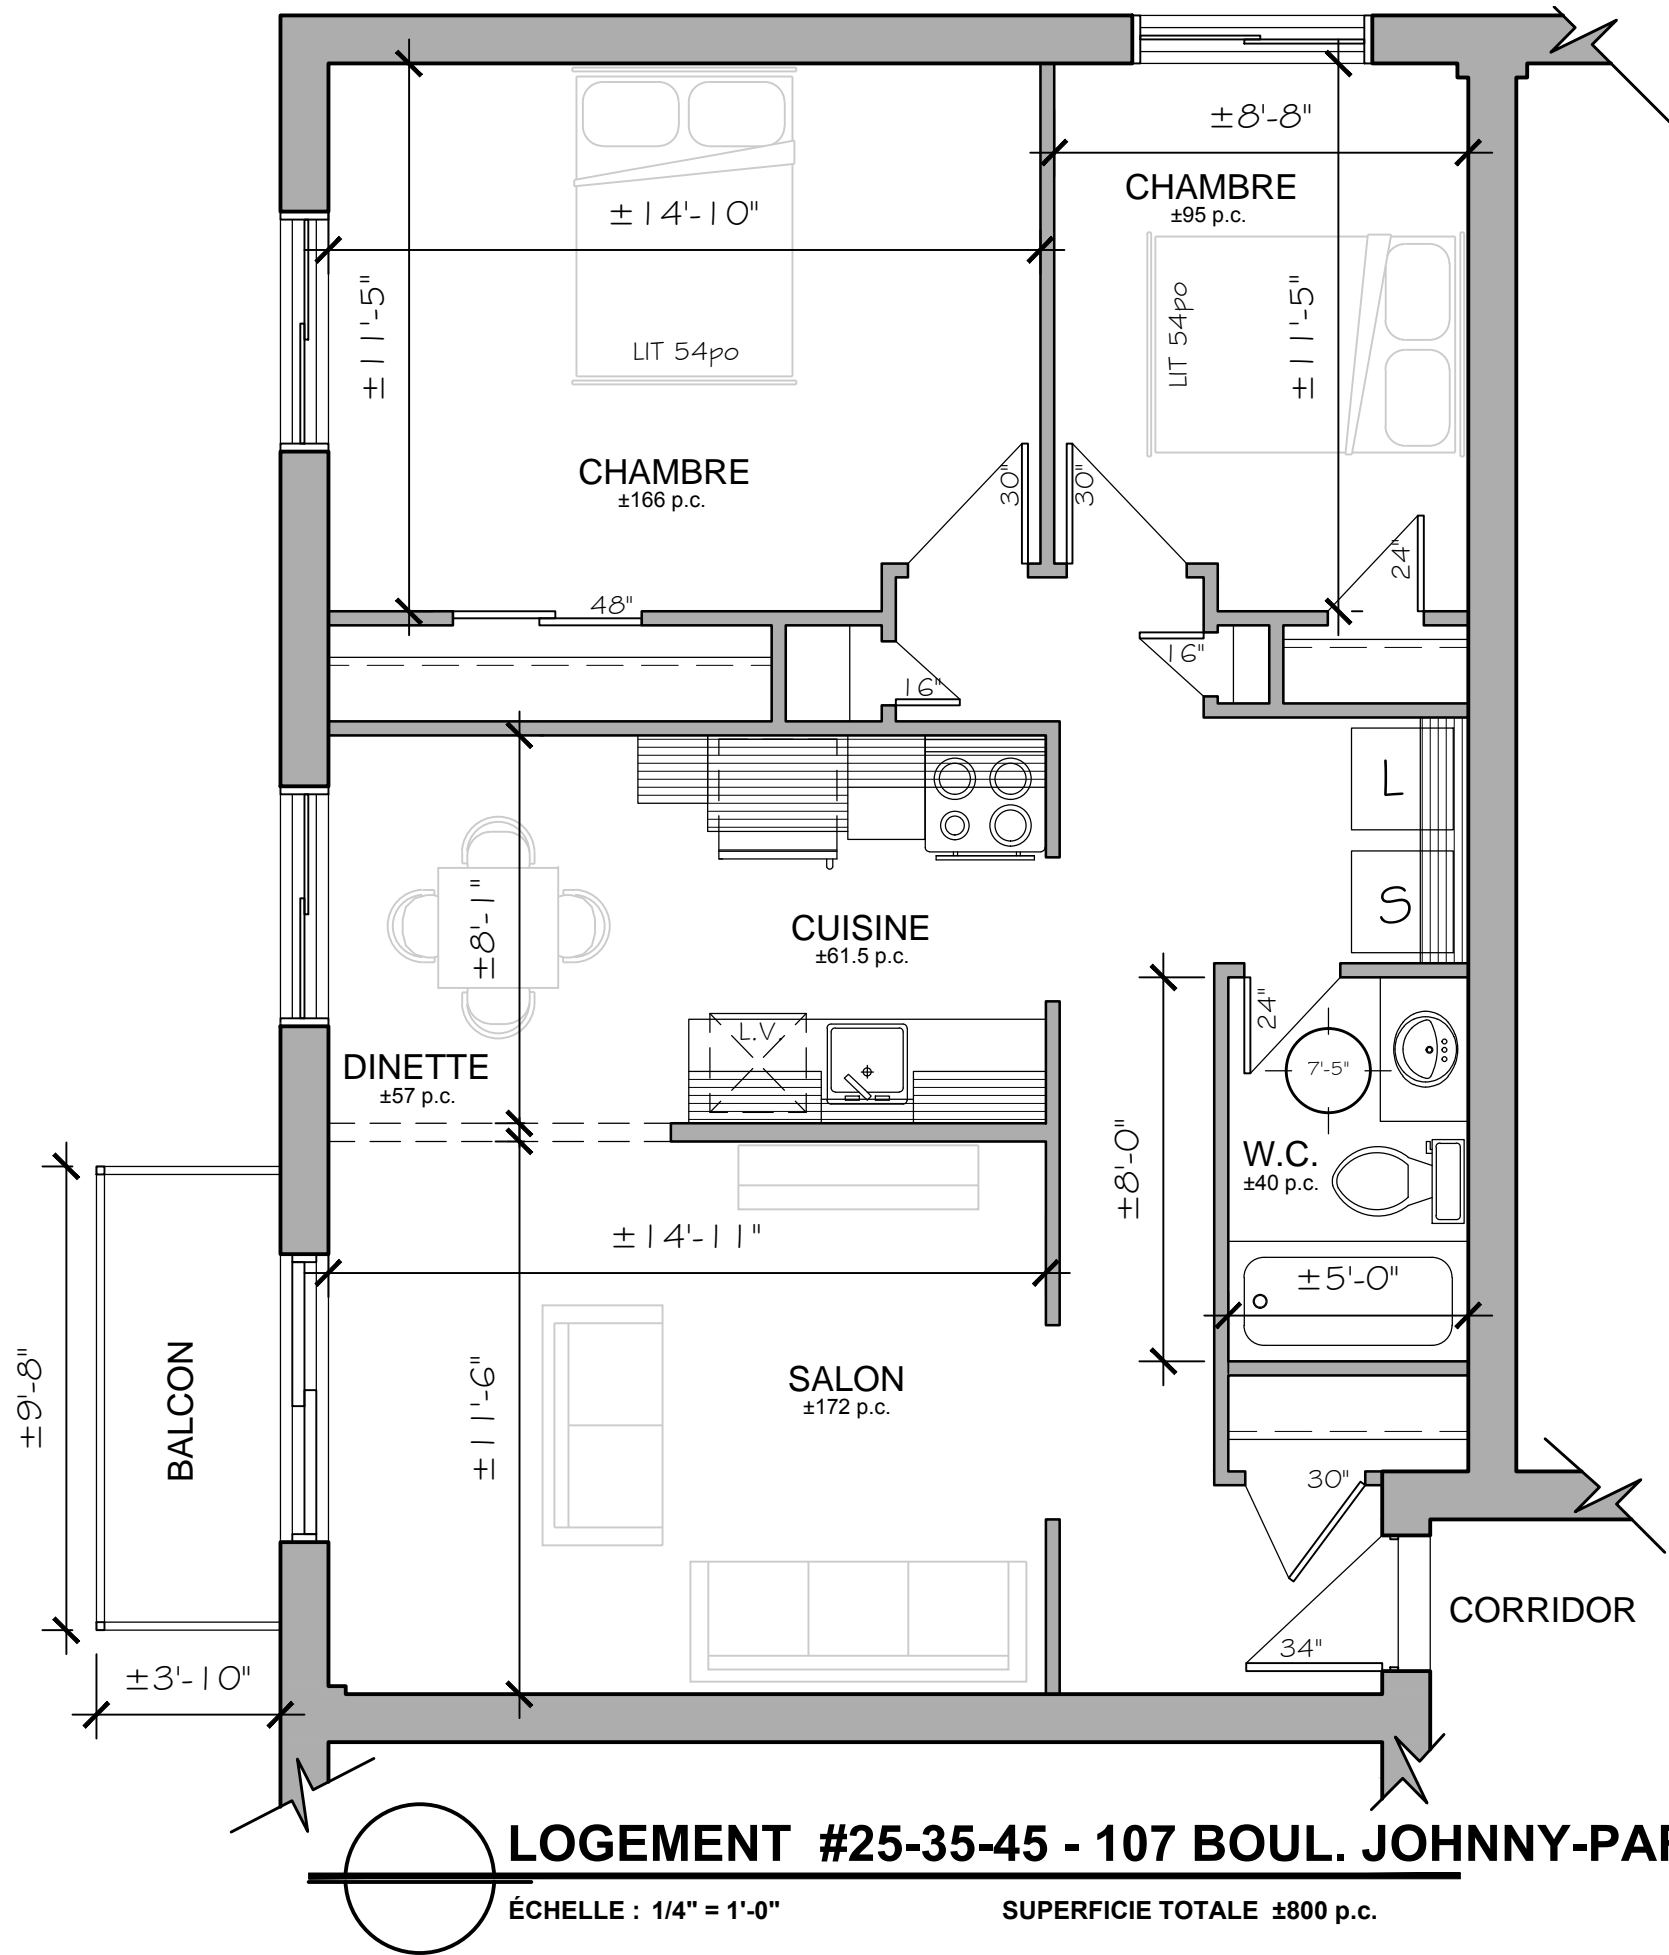 ±8'-8"
CHAMBRE
±95 p.c.
±14'-10"
±11'-5"
LIT 54po
LIT 54po
±11'-5"
CHAMBRE
±166 p.c.
30"
30"
24"
48"
16"
16"
L
S
±8'-1"
CUISINE
±61.5 p.c.
L.V.
DINETTE
±57 p.c.
24"
7'-5"
W.C.
±40 p.c.
±8'-0"
±14'-11"
±5'-0"
±9'-8"
BALCON
±11'-6"
SALON
±172 p.c.
30"
CORRIDOR
34"
±3'-10"
LOGEMENT #25-35-45 - 107 BOUL. JOHNNY-PA
ÉCHELLE : 1/4" = 1'-0"
SUPERFICIE TOTALE ±800 p.c.